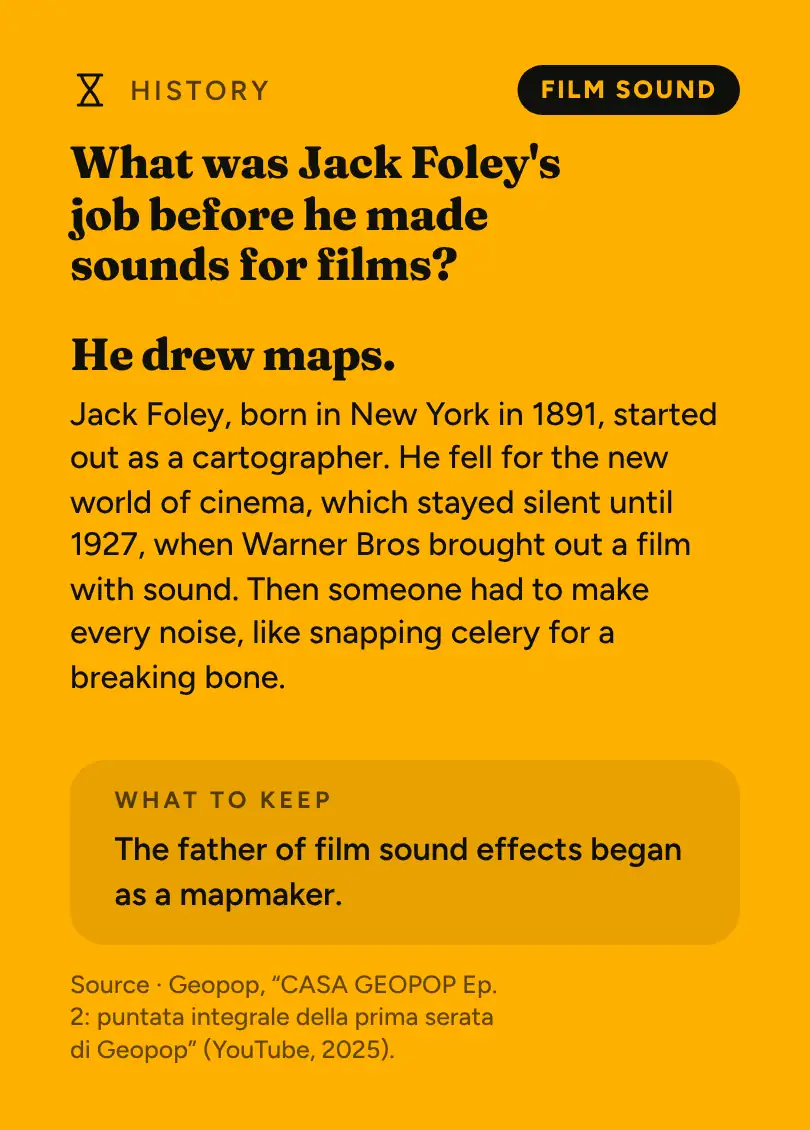 HISTORY
FILM SOUND
What was Jack Foley's
job before he made
sounds for films?
He drew maps.
Jack Foley, born in New York in 1891, started
out as a cartographer. He fell for the new
world of cinema, which stayed silent until
1927, when Warner Bros brought out a film
with sound. Then someone had to make
every noise, like snapping celery for a
breaking bone.
WHAT TO KEEP
The father of film sound effects began
as a mapmaker.
Source · Geopop, “CASA GEOPOP Ep.
2: puntata integrale della prima serata
di Geopop” (YouTube, 2025).